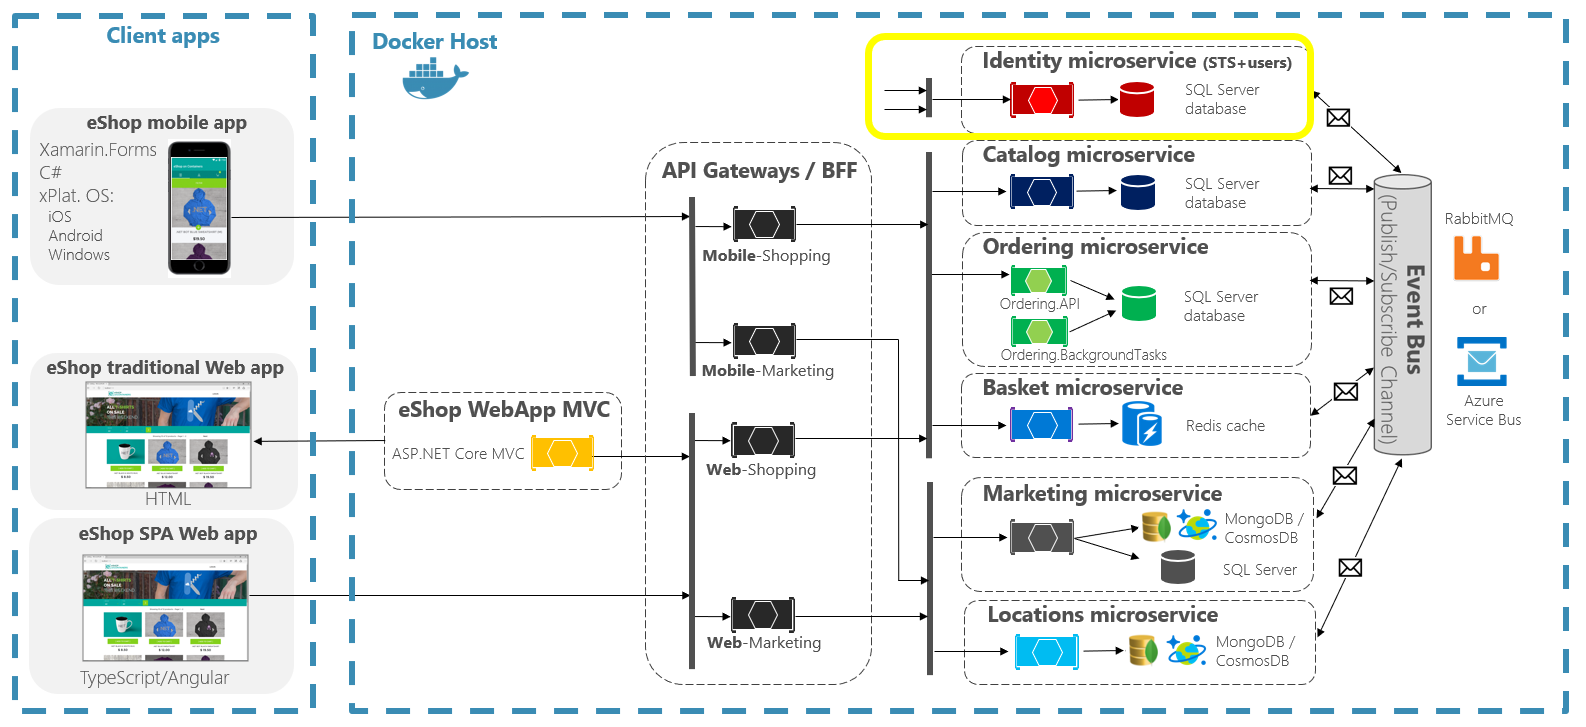 Client apps
eShop mobile app
Xamarin.Forms
C#
xPlat. OS:
iOS
Android
Windows
eShop traditional Web app
HTML
eShop SPA Web app
TypeScript/Angular
Docker Host
eShop WebApp MVC
ASP.NET Core MVC
API Gateways / BFF
Mobile-Shopping
Mobile-Marketing
Web-Shopping
Web-Marketing
Identity microservice (STS+users)
SQL Server
database
Catalog microservice
SQL Server
database
Ordering microservice
Ordering.API
Ordering.BackgroundTasks
SQL Server
database
Basket microservice
Redis cache
Marketing microservice
MongoDB /
CosmosDB
SQL Server
Locations microservice
MongoDB /
CosmosDB
Event Bus
(Publish/Subscribe Channel)
RabbitMQ
or
Azure
Service Bus